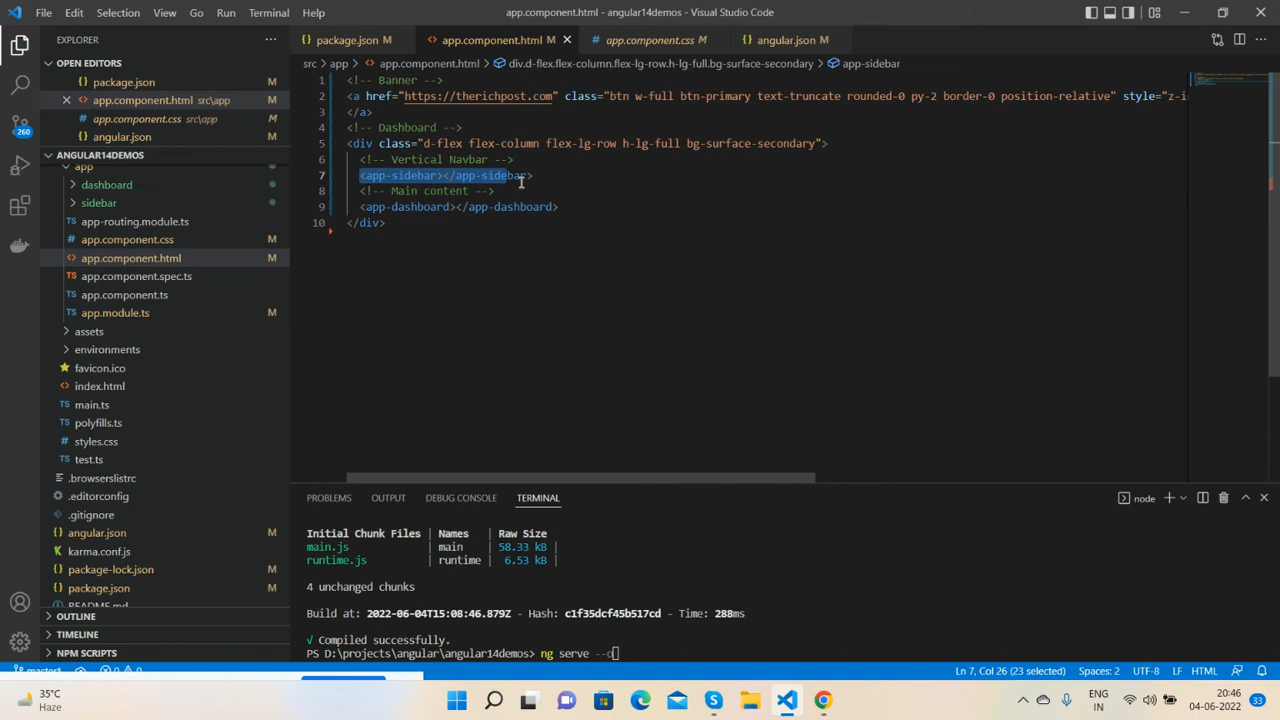 File Edit Selection View Go Run Terminal Help app.component.html - angular14demos - Visual Studio Code
EXPLORER
package.json M app.component.html M app.component.css M angular.json M
OPEN EDITORS
package.json
app.component.html src\app M
app.component.css src\app M
angular.json M
ANGULAR14DEMOS
app
dashboard
sidebar
app-routing.module.ts
app.component.css M
app.component.html M
app.component.spec.ts
app.component.ts
app.module.ts M
assets
environments
favicon.ico
index.html
main.ts
polyfills.ts
styles.css
test.ts
.browserslistrc
.editorconfig
.gitignore
angular.json M
karma.conf.js
package-lock.json M
package.json M
README.md
OUTLINE
TIMELINE
NPM SCRIPTS
260
src > app > app.component.html > div.d-flex.flex-column.flex-lg-row.h-lg-full.bg-surface-secondary > app-sidebar
1 <!-- Banner -->
2 <a href="https://therichpost.com" class="btn w-full btn-primary text-truncate rounded-0 py-2 border-0 position-relative" style="z-in
3 </a>
4 <!-- Dashboard -->
5 <div class="d-flex flex-column flex-lg-row h-lg-full bg-surface-secondary">
6 <!-- Vertical Navbar -->
7 <app-sidebar></app-sidebar>
8 <!-- Main content -->
9 <app-dashboard></app-dashboard>
10 </div>
PROBLEMS OUTPUT DEBUG CONSOLE TERMINAL node
Initial Chunk Files | Names | Raw Size
main.js | main | 58.33 kB |
runtime.js | runtime | 6.53 kB |
4 unchanged chunks
Build at: 2022-06-04T15:08:46.879Z - Hash: c1f35dcf45b517cd - Time: 288ms
√ Compiled successfully.
PS D:\projects\angular\angular14demos> ng serve --o
master* 0 0 Ln 7, Col 26 (23 selected) Spaces: 2 UTF-8 LF HTML
35°C
Haze
ENG
IN
20:46
04-06-2022
33